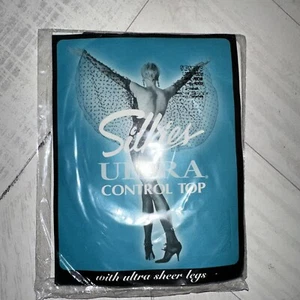 Silkies
ULTRA
CONTROL TOP
with ultra sheer legs